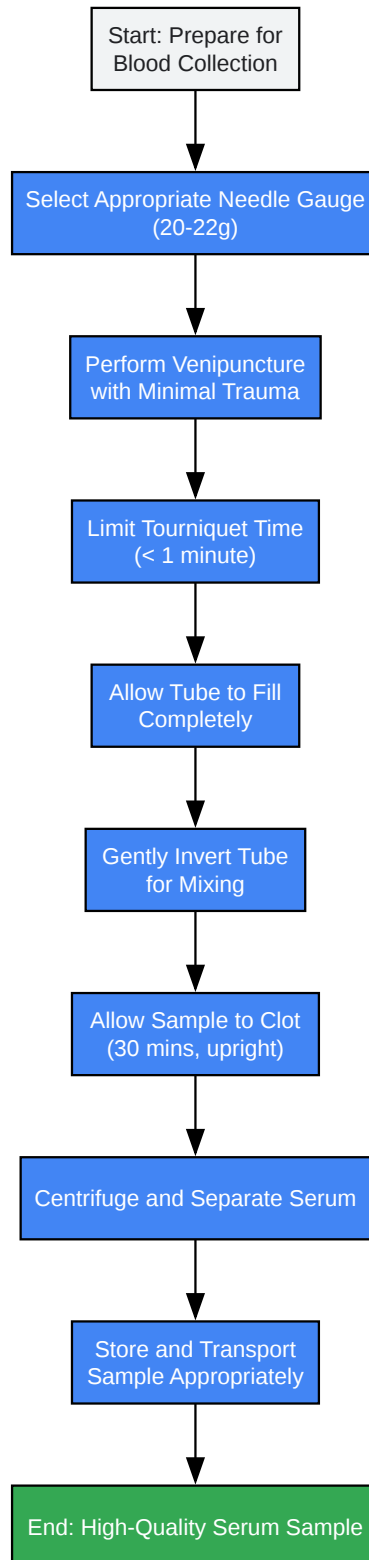 Start: Prepare for
Blood Collection
Select Appropriate Needle Gauge
(20-22g)
Perform Venipuncture
with Minimal Trauma
Limit Tourniquet Time
(< 1 minute)
Allow Tube to Fill
Completely
Gently Invert Tube
for Mixing
Allow Sample to Clot
(30 mins, upright)
Centrifuge and Separate Serum
Store and Transport
Sample Appropriately
End: High-Quality Serum Sample